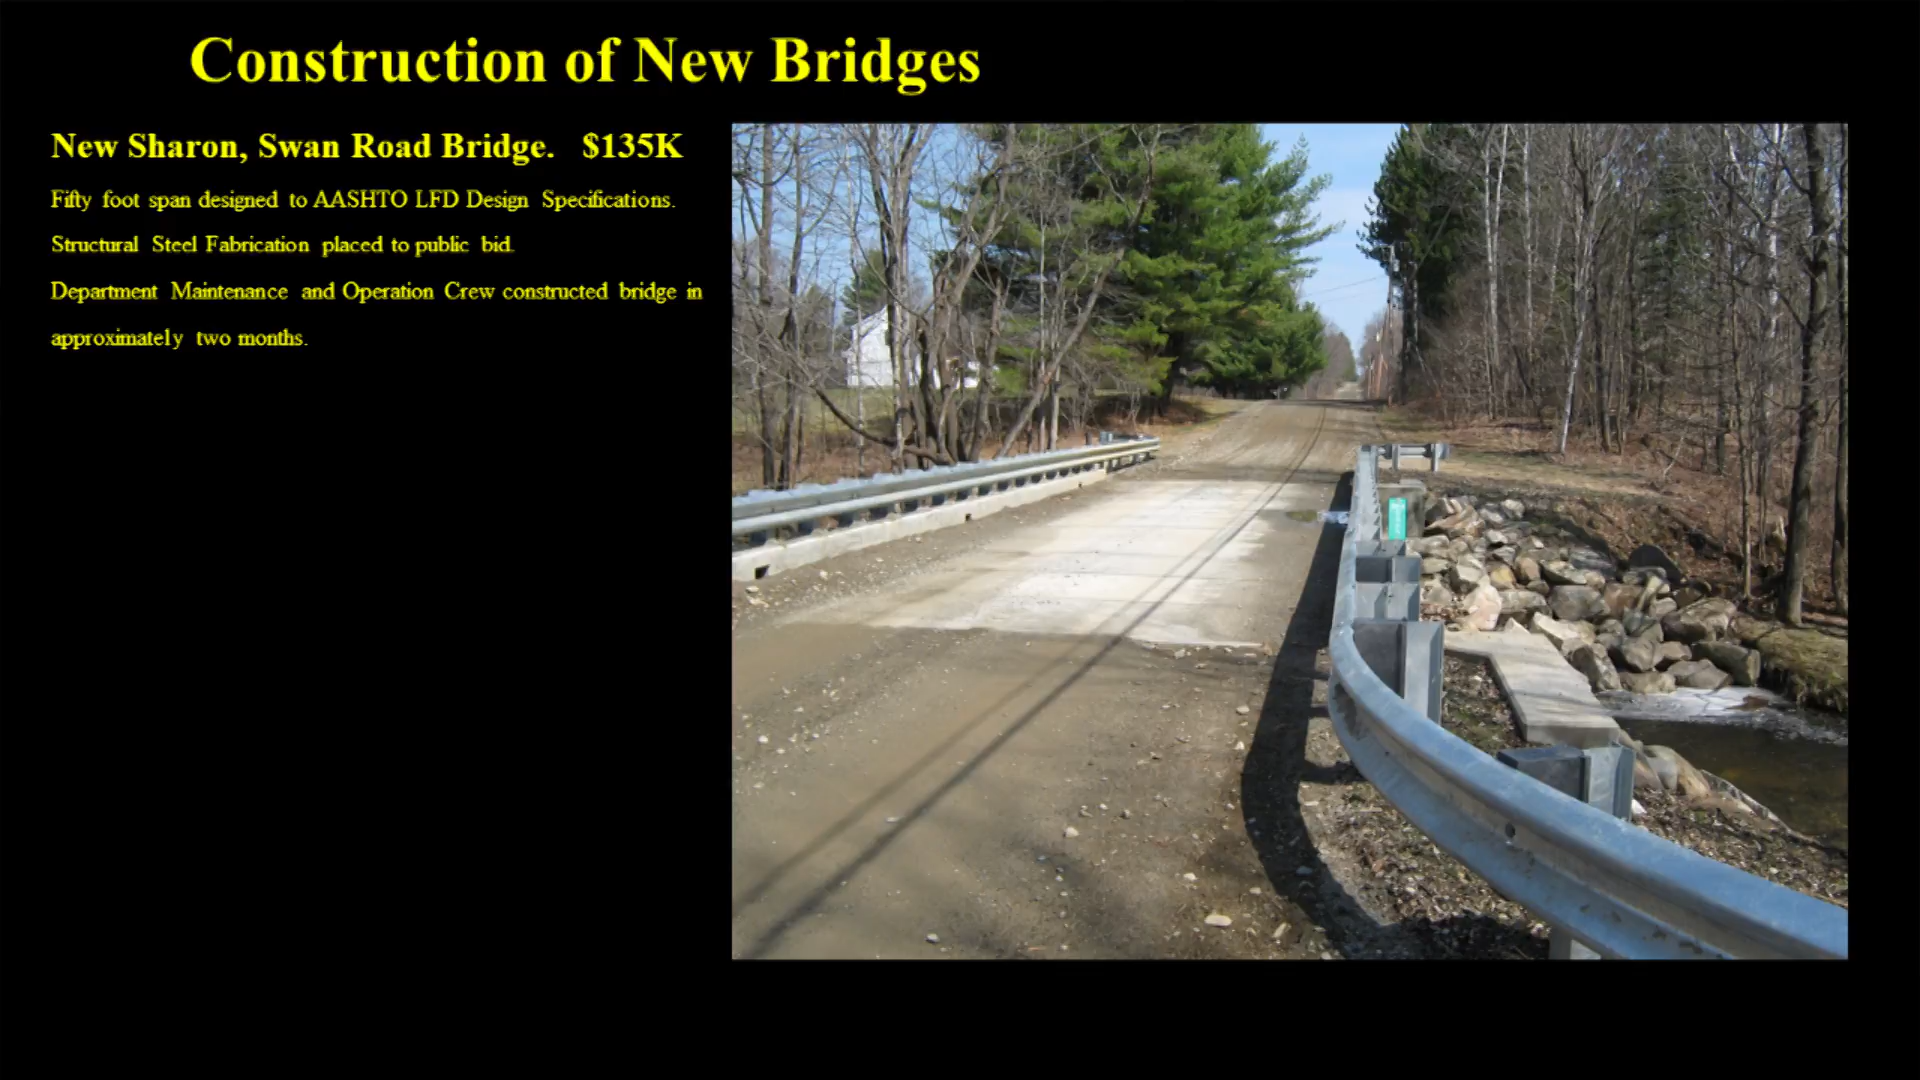 Construction of New Bridges
New Sharon, Swan Road Bridge. $135K
Fifty foot span designed to AASHTO LFD Design Specifications.
Structural Steel Fabrication placed to public bid.
Department Maintenance and Operation Crew constructed bridge in
approximately two months.